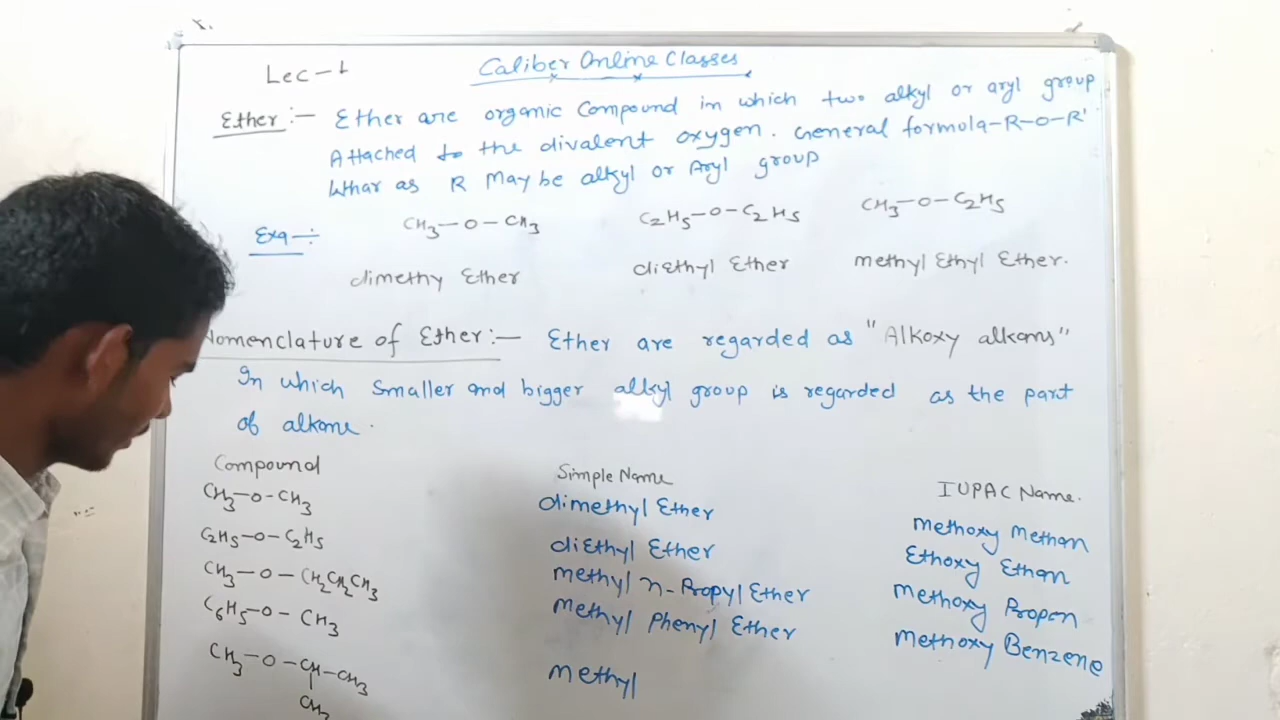 Lec-1
Caliber Online Classes
Ether:- Ether are organic compound in which two alkyl or aryl group
Attached to the divalent oxygen. General formula-R-O-R'
Whar as R May be alkyl or Aryl group
Exa-:
CH3-O-CH3
C2H5-O-C2H5
CH3-O-C2H5
dimethy Ether
diethyl Ether
methyl Ethyl Ether.
Nomenclature of Ether:- Ether are regarded as "Alkoxy alkans"
In which smaller and bigger alkyl group is regarded as the part
of alkane.
Compound
Simple Name
IUPAC Name.
CH3-O-CH3
dimethyl Ether
methoxy Methan
C2H5-O-C2H5
diEthyl Ether
Ethoxy Ethan
CH3-O-CH2CH2CH3
methyl n-Propyl Ether
methoxy Propan
C6H5-O-CH3
Methyl Phenyl Ether
Methoxy Benzene
CH3-O-CH-CH3
CH3
methyl